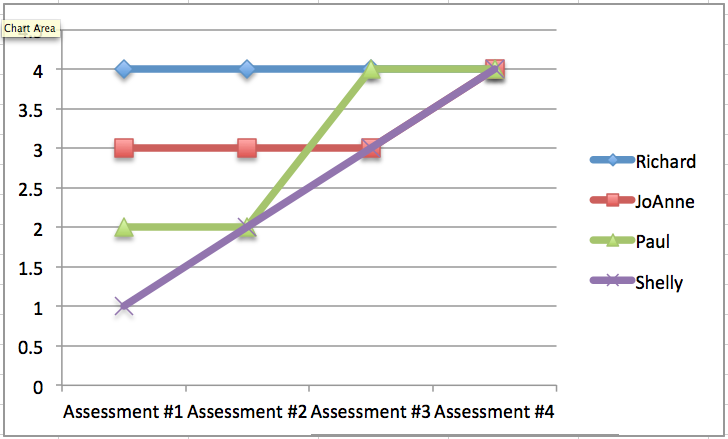 Chart Area
4
3.5
3
2.5
2
1.5
1
0.5
0
Assessment #1 Assessment #2 Assessment #3 Assessment #4
Richard
JoAnne
Paul
Shelly